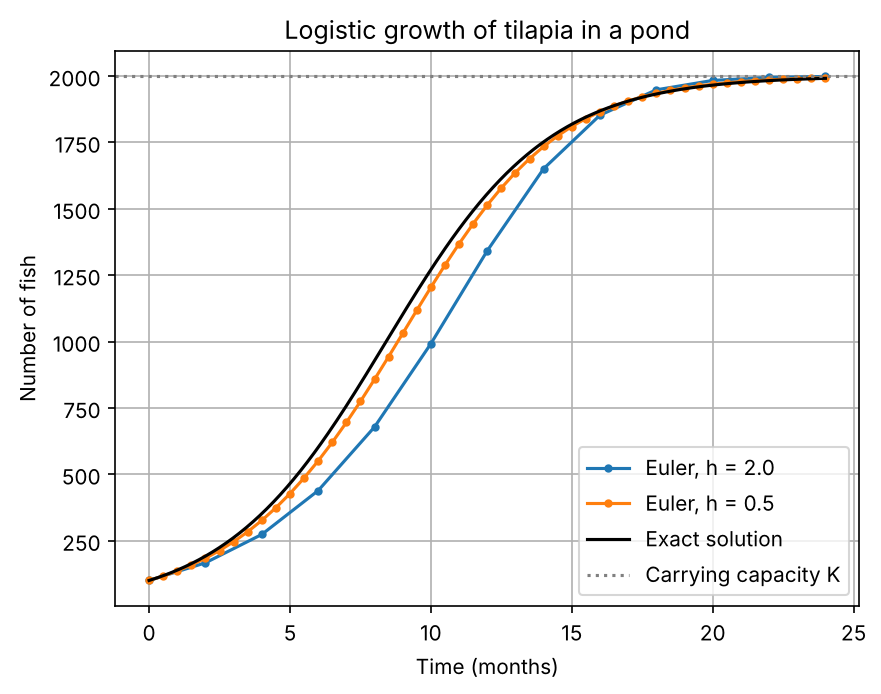 Logistic growth of tilapia in a pond
Number of fish
2000
1750
1500
1250
1000
750
500
250
0
5
10
15
20
25
Time (months)
Euler, h = 2.0
Euler, h = 0.5
Exact solution
Carrying capacity K